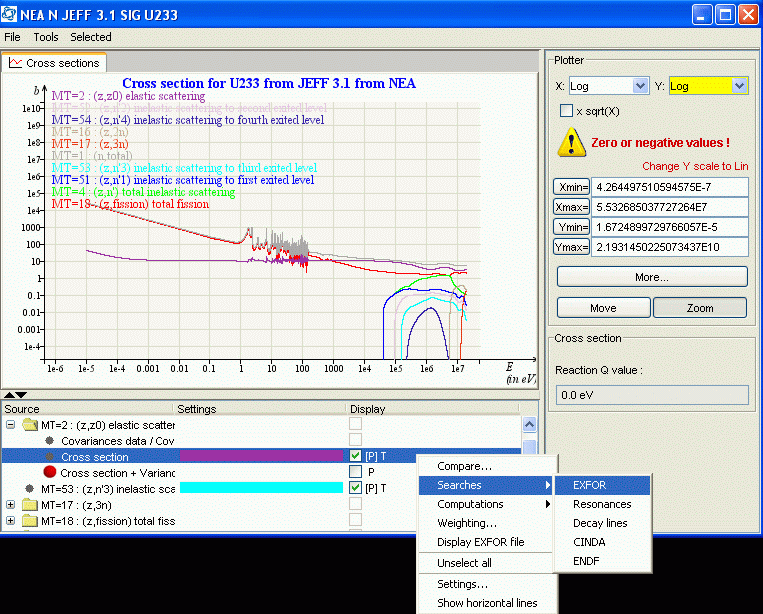 NEA N JEFF 3.1 SIG U233
File Tools Selected
Cross sections
Cross section for U233 from JEFF 3.1 from NEA
b
MT=2 : (z,z0) elastic scattering
MT=52 : (z,n'2) inelastic scattering to second exited level
MT=54 : (z,n'4) inelastic scattering to fourth exited level
MT=16 : (z,2n)
MT=17 : (z,3n)
MT=1 : (n,total)
MT=53 : (z,n'3) inelastic scattering to third exited level
MT=51 : (z,n'1) inelastic scattering to first exited level
MT=4 : (z,n') total inelastic scattering
MT=18 : (z,fission) total fission
1e10
1e9
1e8
1e7
1e6
1e5
1e4
1000
100
10
1
0.1
0.01
0.001
1e-4
1e-6 1e-5 1e-4 0.001 0.01 0.1 1 10 100 1000 1e4 1e5 1e6 1e7
E
(in eV)
Plotter
X: Log Y: Log
x sqrt(X)
Zero or negative values !
Change Y scale to Lin
Xmin= 4.264497510594575E-7
Xmax= 5.532685037727264E7
Ymin= 1.6724899729766057E-5
Ymax= 2.1931450225073437E10
More...
Move Zoom
Cross section
Reaction Q value :
0.0 eV
Source Settings Display
MT=2 : (z,z0) elastic scatter
Covariances data / Cov
Cross section [P] T
Cross section + Varianc P
MT=53 : (z,n'3) inelastic sca [P] T
MT=17 : (z,3n)
MT=18 : (z,fission) total fiss
Compare...
Searches
Computations
Weighting...
Display EXFOR file
Unselect all
Settings...
Show horizontal lines
EXFOR
Resonances
Decay lines
CINDA
ENDF